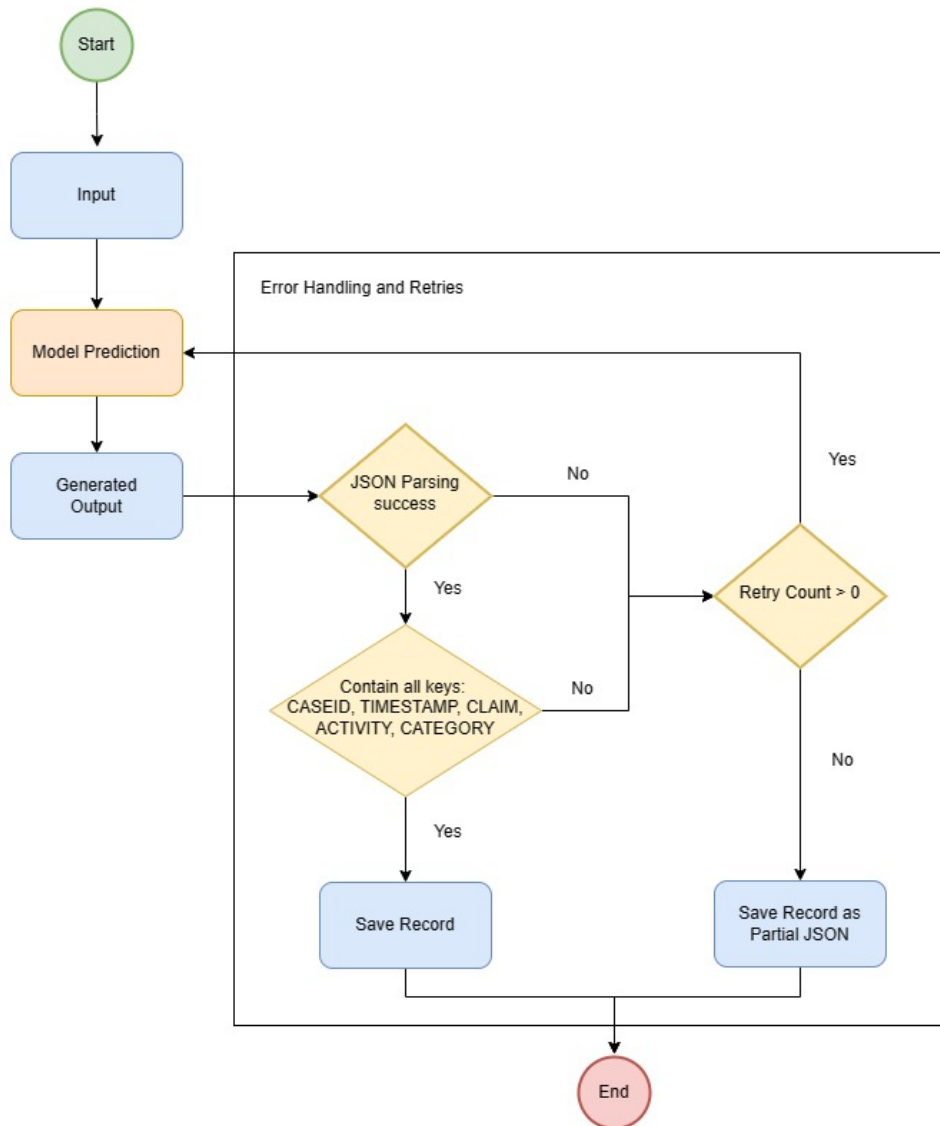 Start
Input
Error Handling and Retries
Model Prediction
Generated
Output
JSON Parsing
success
No
Yes
Yes
Retry Count > 0
Contain all keys:
CASEID, TIMESTAMP, CLAIM,
ACTIVITY, CATEGORY
No
No
Yes
Save Record
Save Record as
Partial JSON
End